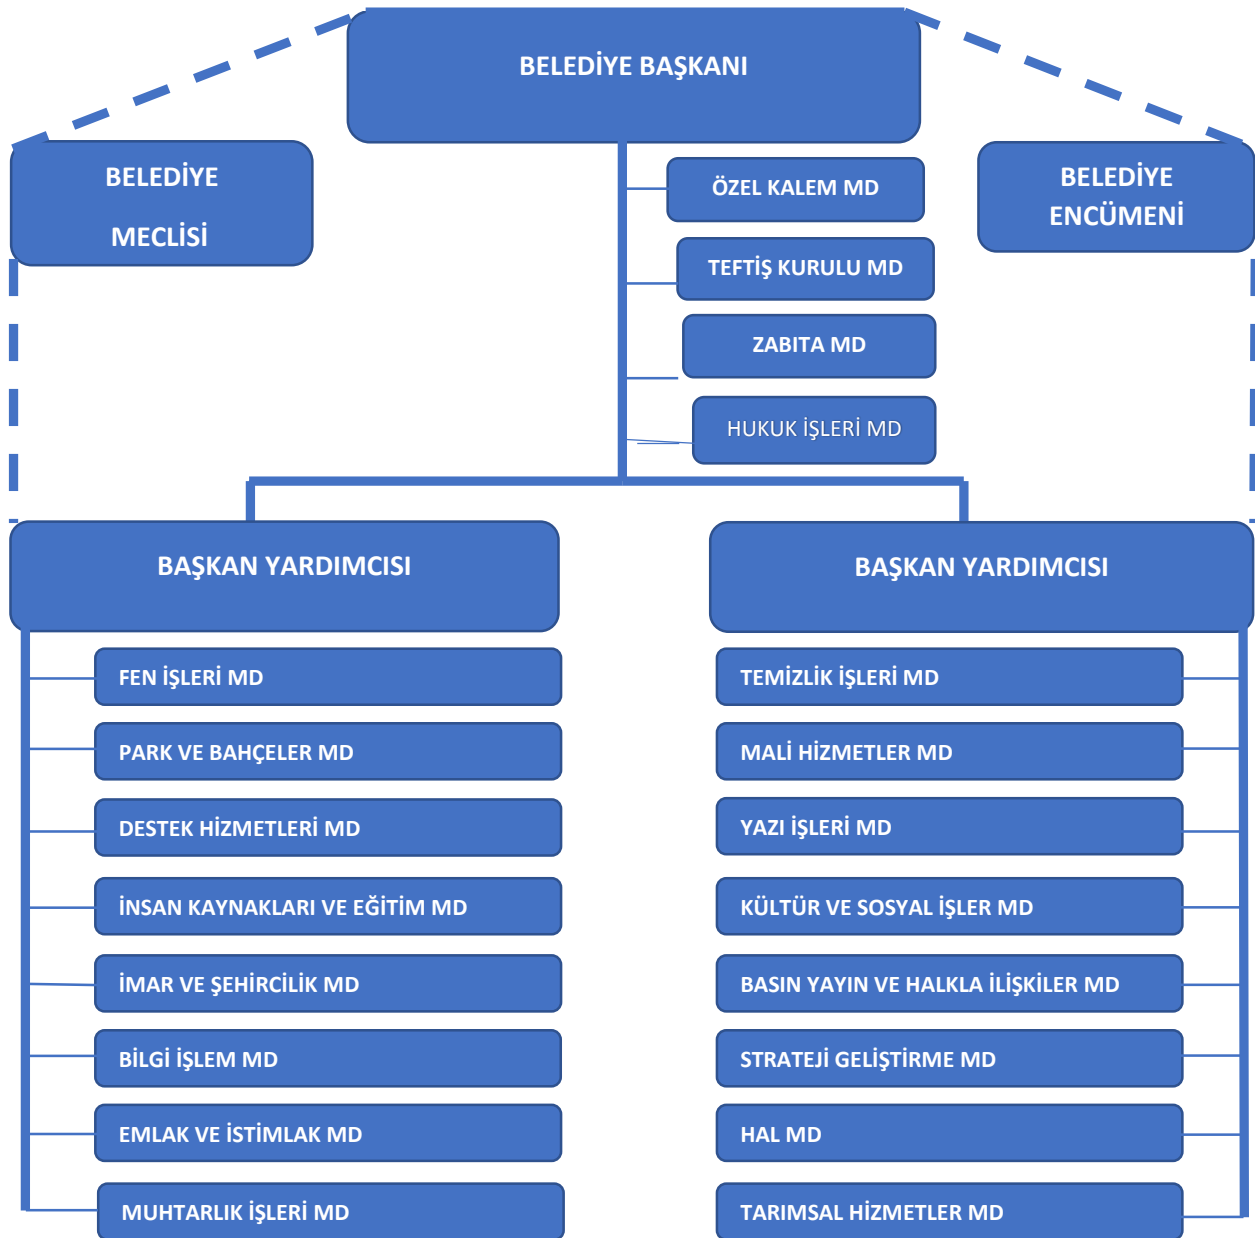 BELEDİYE BAŞKANI
BELEDİYE
MECLİSİ
ÖZEL KALEM MD
BELEDİYE
ENCÜMENİ
TEFTİŞ KURULU MD
ZABITA MD
HUKUK İŞLERİ MD
BAŞKAN YARDIMCISI
FEN İŞLERİ MD
PARK VE BAHÇELER MD
DESTEK HİZMETLERİ MD
İNSAN KAYNAKLARI VE EĞİTİM MD
İMAR VE ŞEHİRCİLİK MD
BİLGİ İŞLEM MD
EMLAK VE İSTİMLAK MD
MUHTARLIK İŞLERİ MD
BAŞKAN YARDIMCISI
TEMİZLİK İŞLERİ MD
MALİ HİZMETLER MD
YAZI İŞLERİ MD
KÜLTÜR VE SOSYAL İŞLER MD
BASIN YAYIN VE HALKLA İLİŞKİLER MD
STRATEJİ GELİŞTİRME MD
HAL MD
TARIMSAL HİZMETLER MD